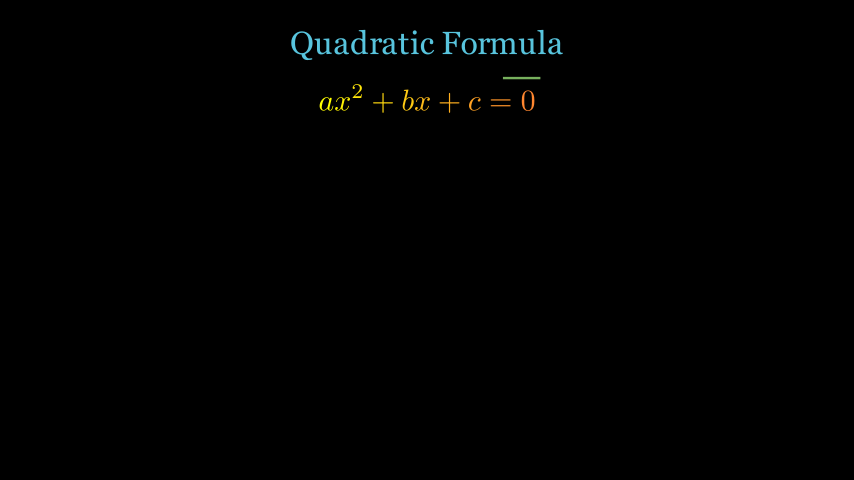 Quadratic Formula
ax² + bx + c = 0